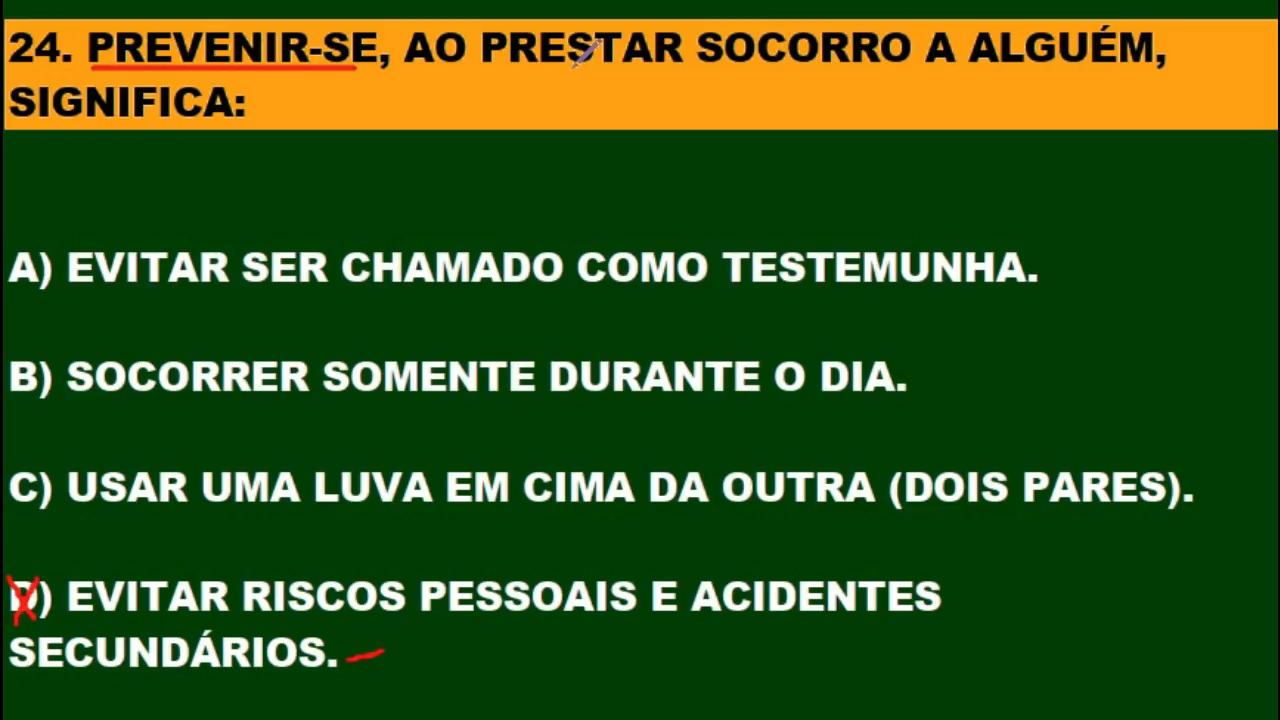 24. PREVENIR-SE, AO PRESTAR SOCORRO A ALGUÉM,
SIGNIFICA:
A) EVITAR SER CHAMADO COMO TESTEMUNHA.
B) SOCORRER SOMENTE DURANTE O DIA.
C) USAR UMA LUVA EM CIMA DA OUTRA (DOIS PARES).
D) EVITAR RISCOS PESSOAIS E ACIDENTES
SECUNDÁRIOS.